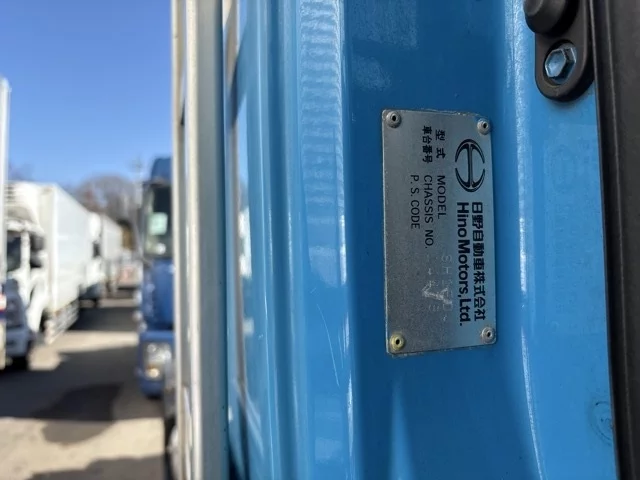 日野自動車株式会社
Hino Motors, Ltd.
型式 MODEL
車台番号 CHASSIS NO.
P. S. CODE